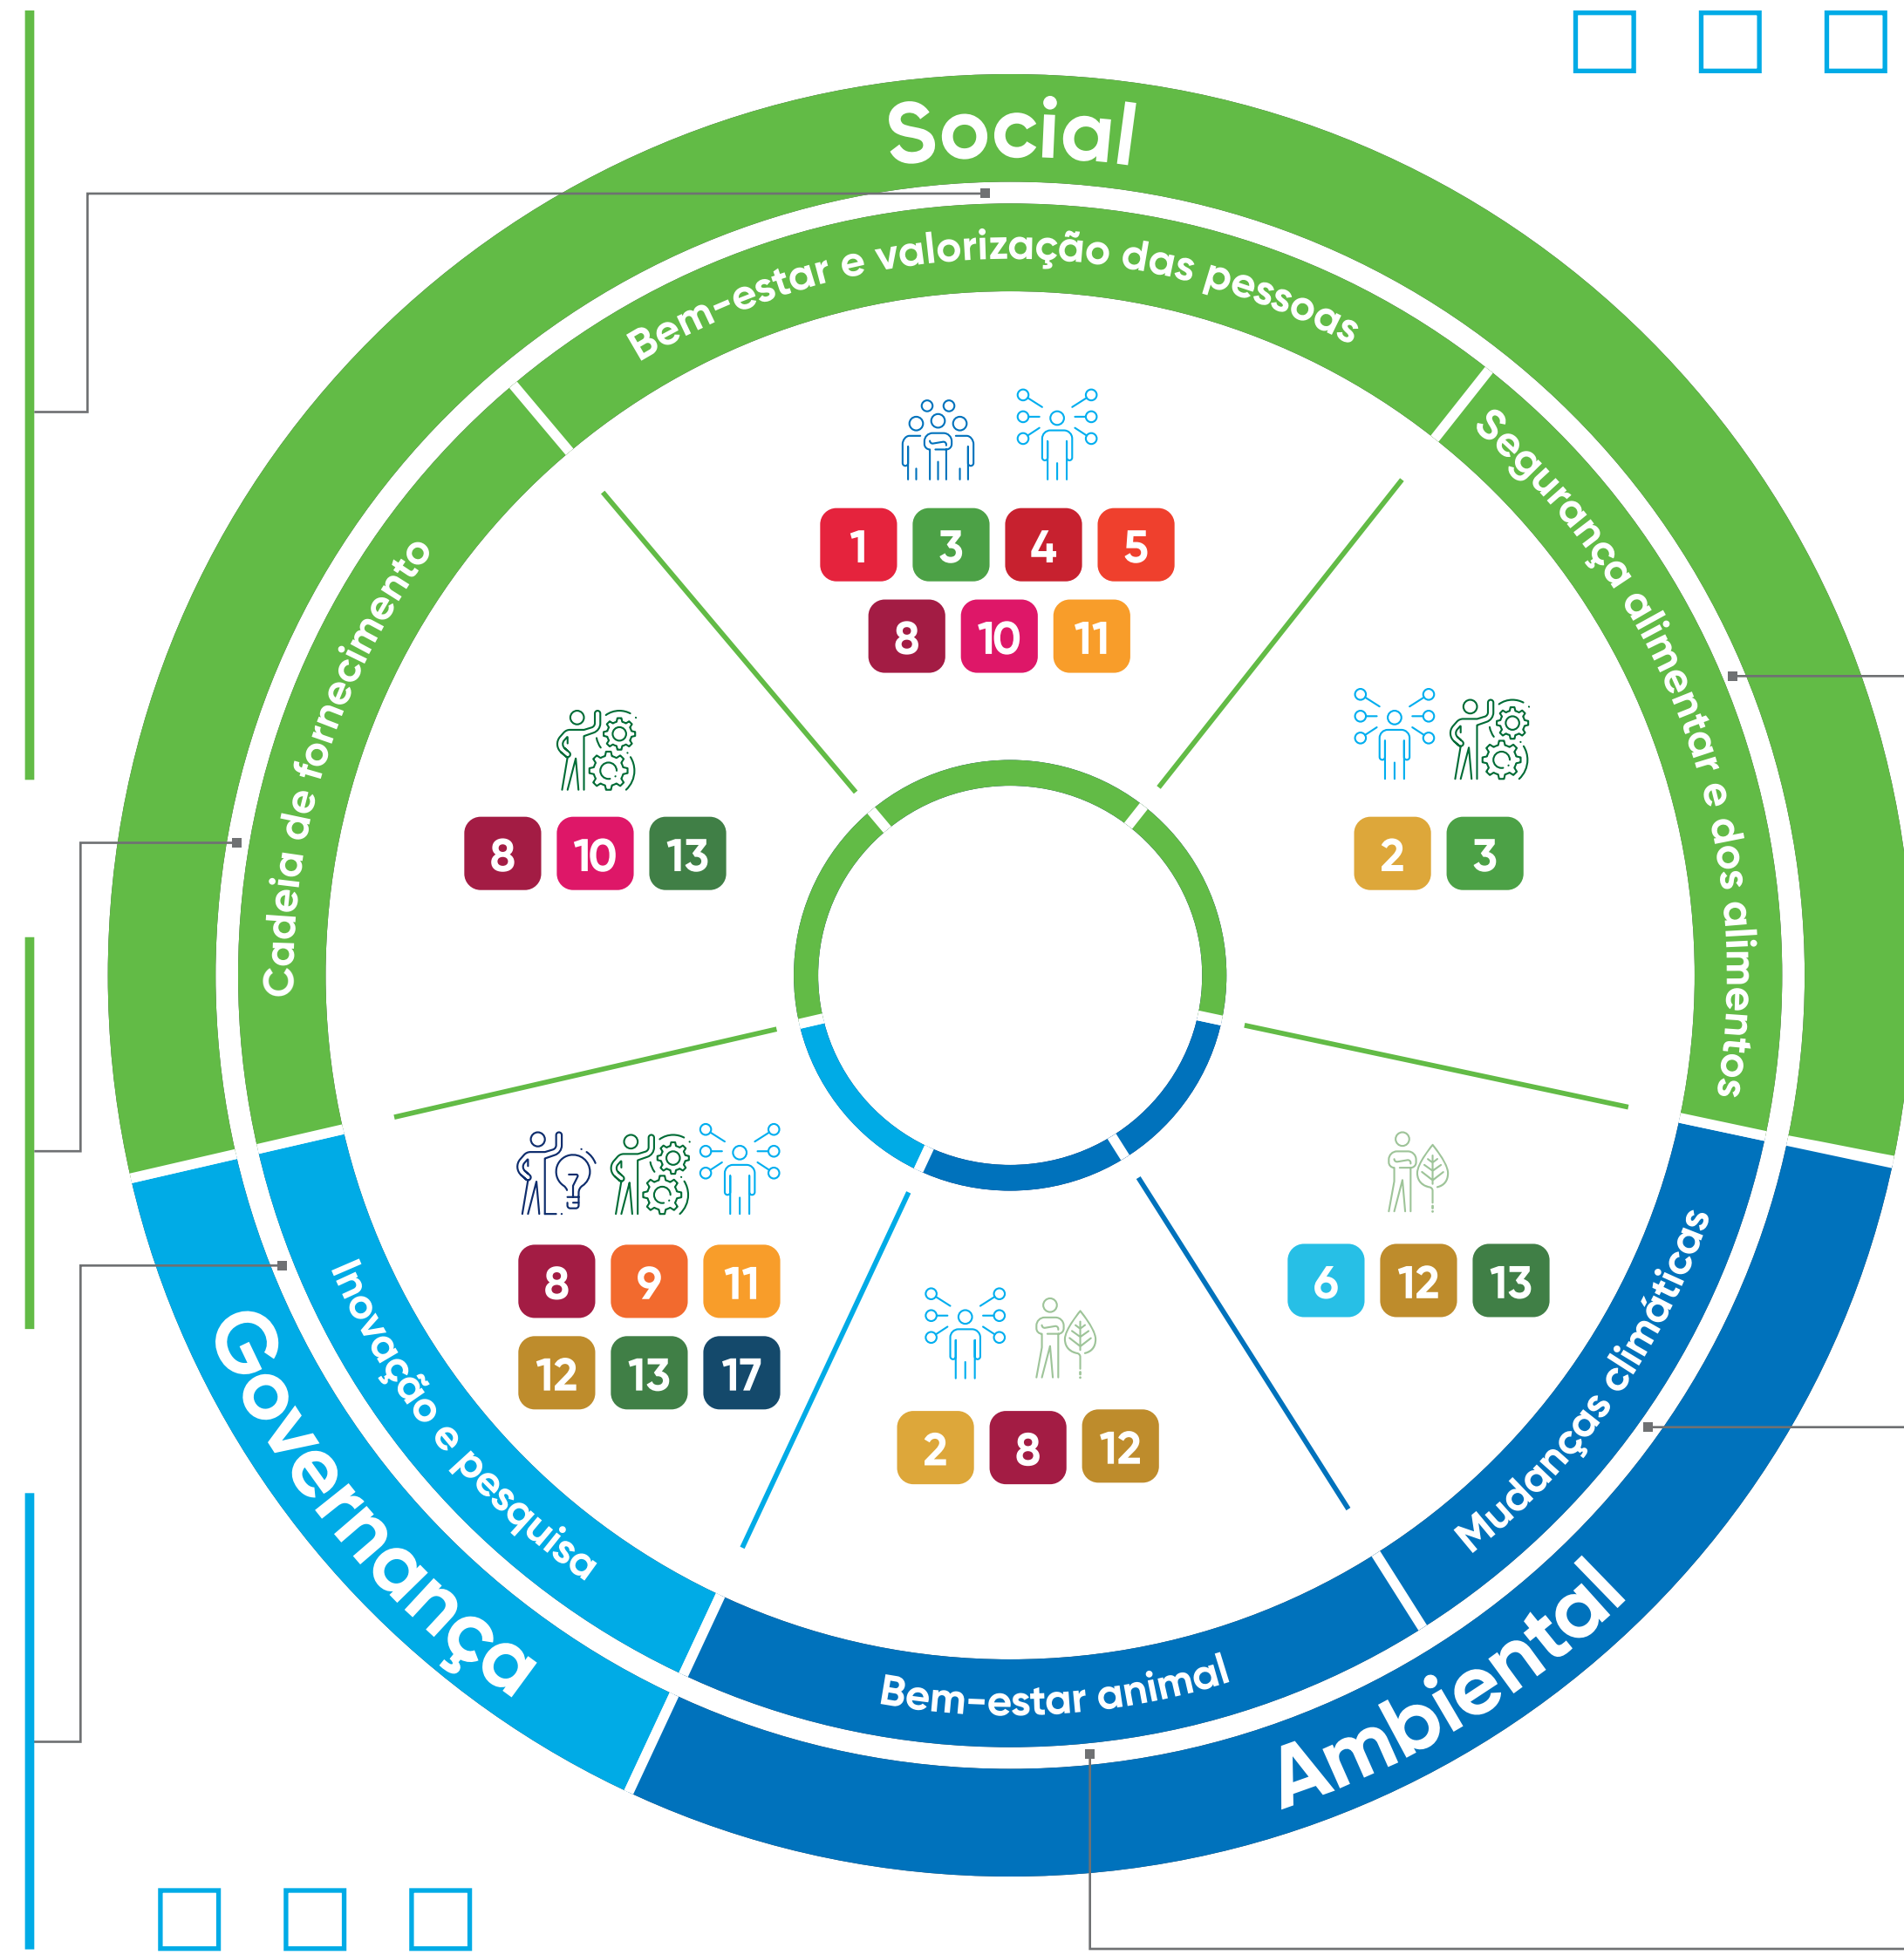 Social
Bem-estar e valorização das pessoas
1 3 4 5
8 10 11
Segurança alimentar e dos alimentos
2 3
Cadeia de fornecimento
8 10 13
Mudanças climáticas
6 12 13
Inovação e pesquisa
8 9 11
12 13 17
Bem-estar animal
2 8 12
Governança
Ambiental